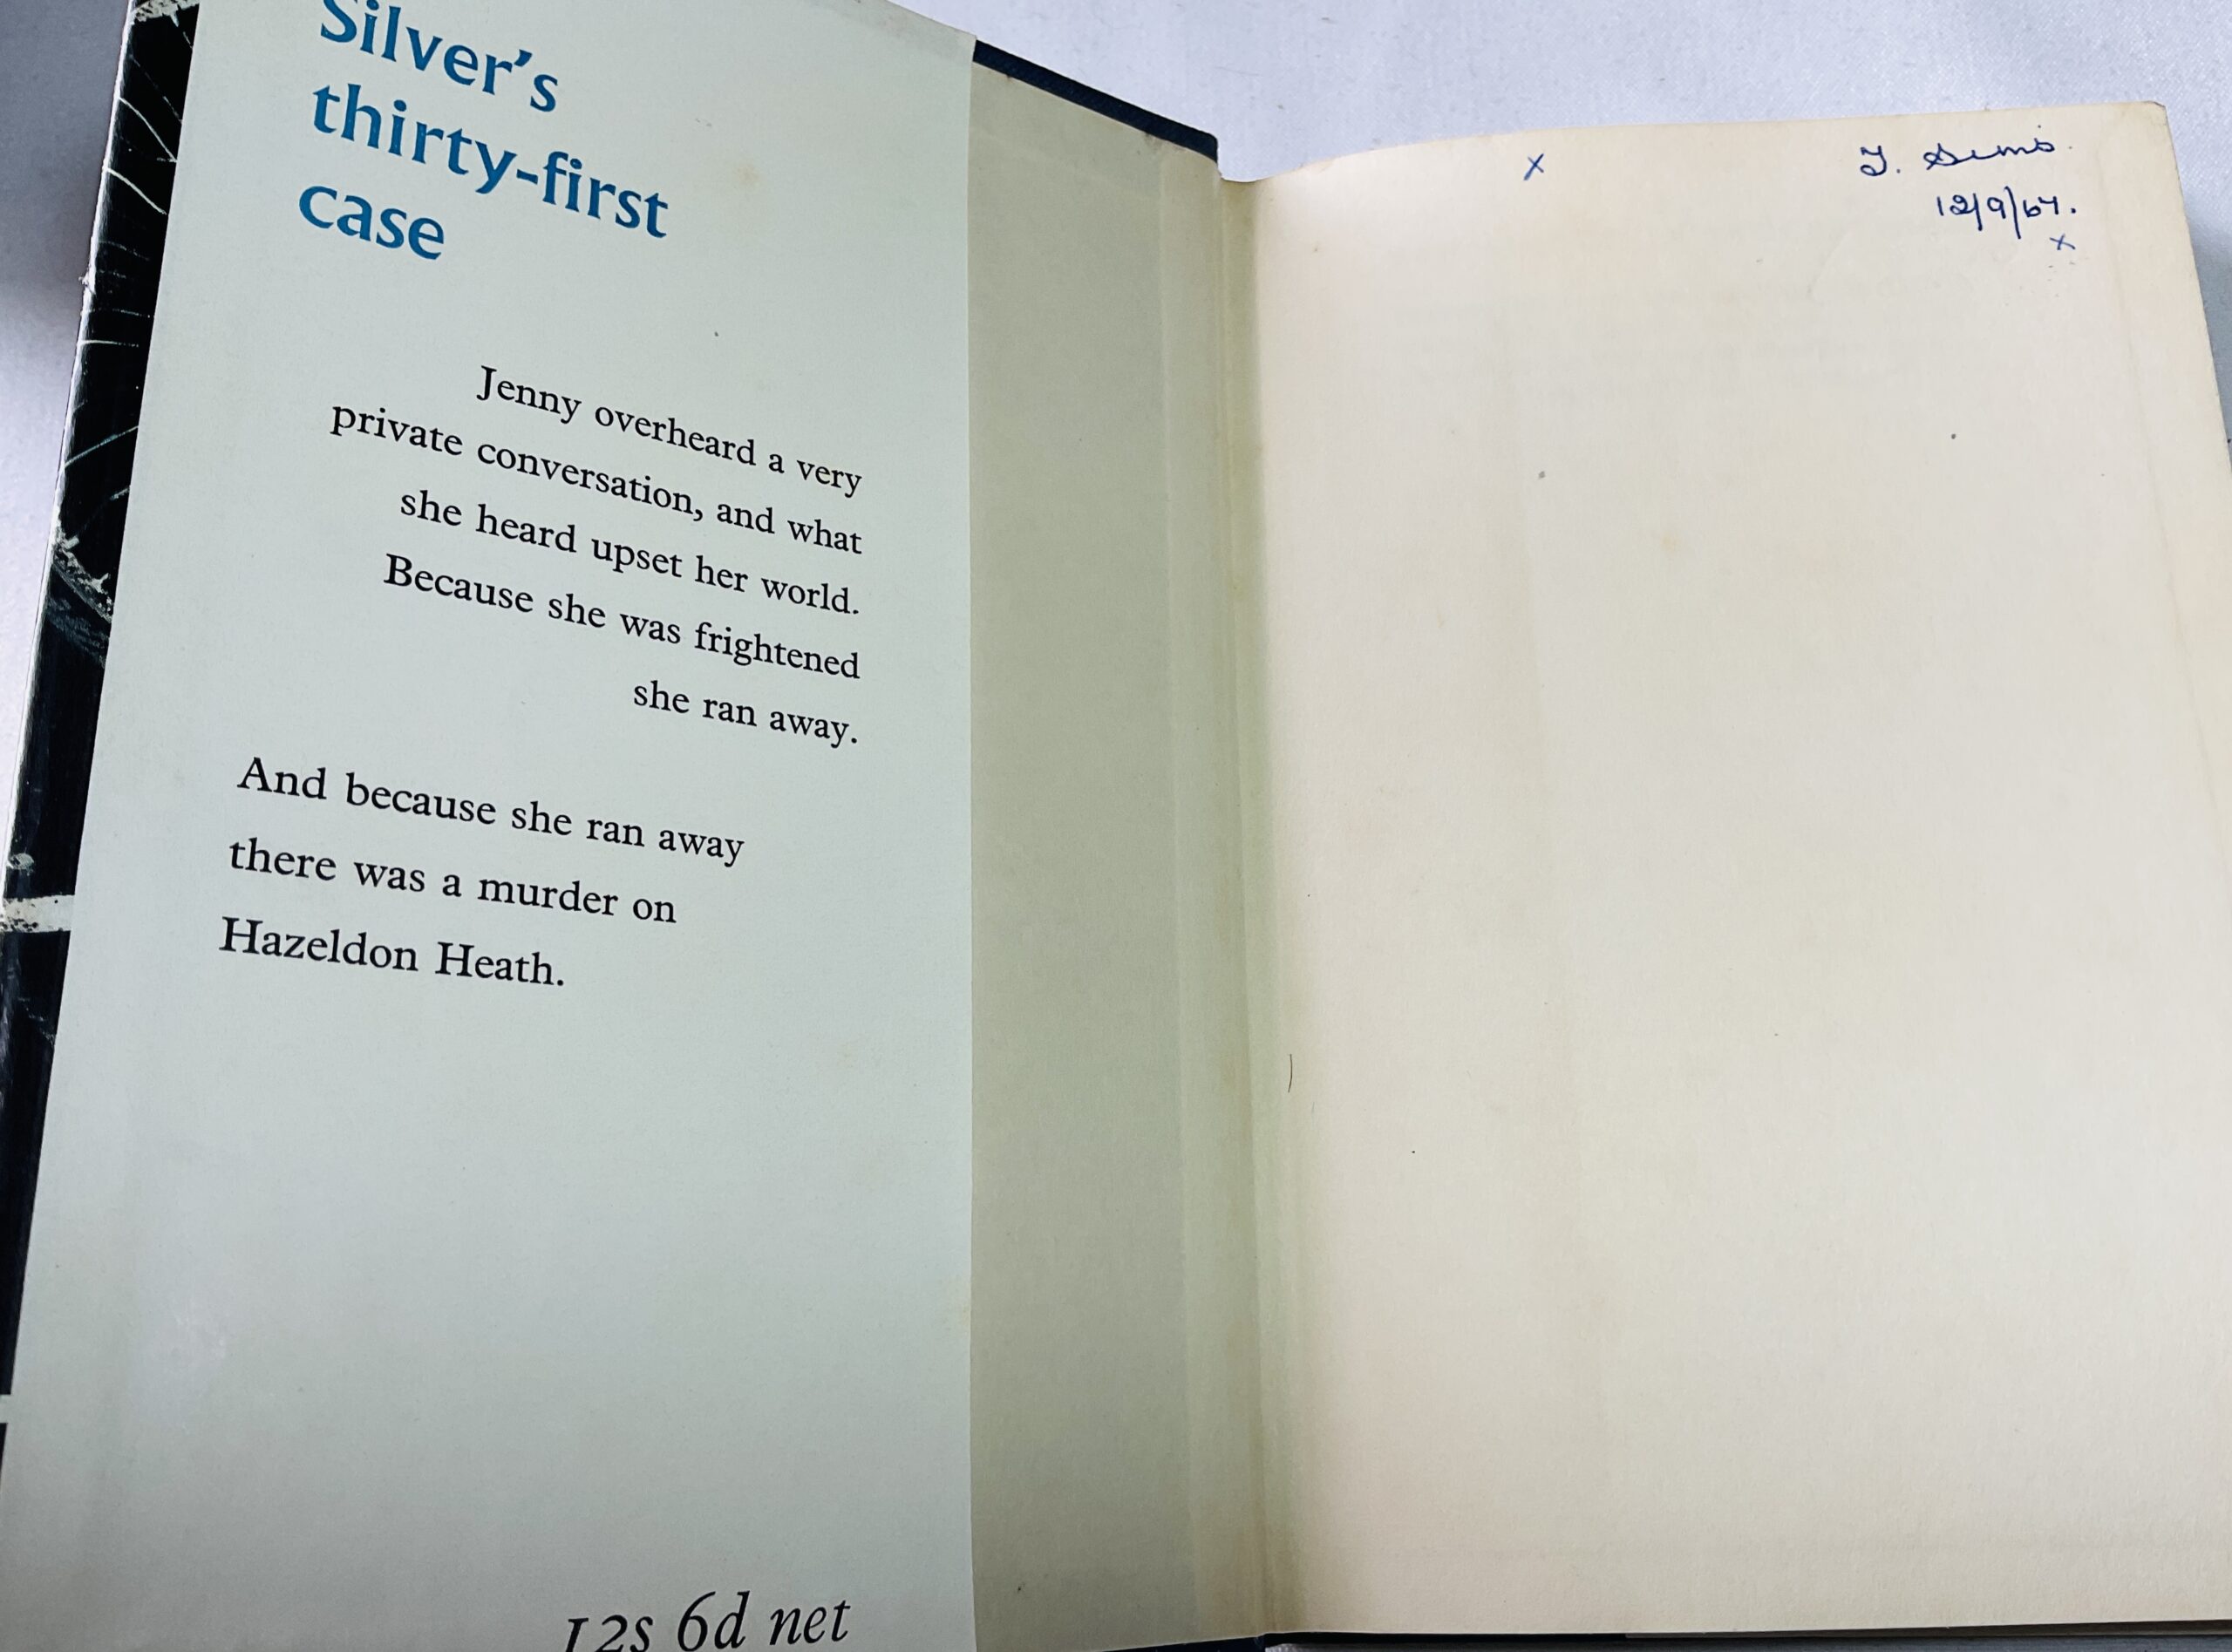 Silver's
thirty-first
case
Jenny overheard a very
private conversation, and what
she heard upset her world.
Because she was frightened
she ran away.
And because she ran away
there was a murder on
Hazeldon Heath.
12s 6d net
x
J. Sims.
12/9/64.
x